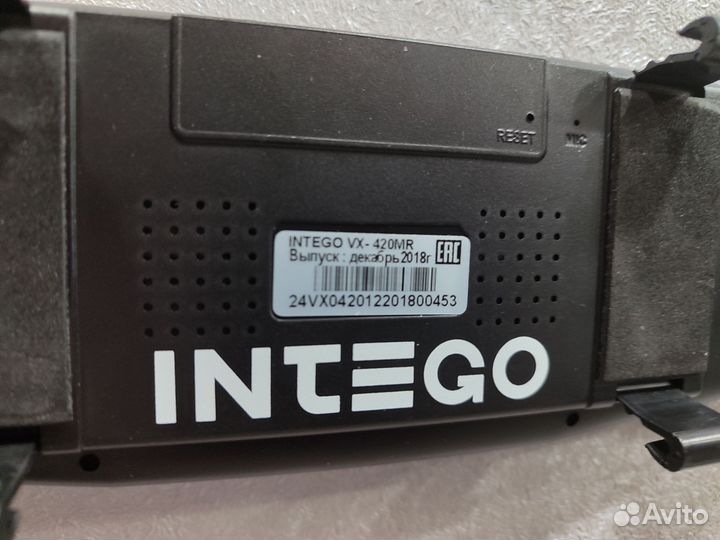 RESET MIC
INTEGO VX- 420MR
Выпуск : декабрь 2018г EAC
24VX042012201800453
INTEGO
Avito